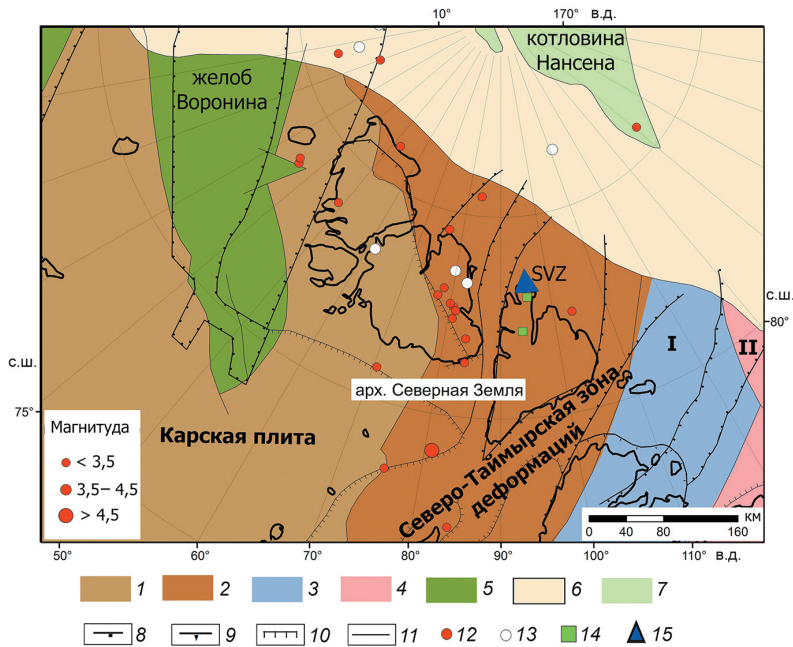 10° 170° в.д.
желоб
Воронина
котловина
Нансена
SVZ
с.ш.
80°
I
II
с.ш.
75°
арх. Северная Земля
Карская плита
Северо-Таймырская зона
деформаций
Магнитуда
< 3,5
3,5– 4,5
> 4,5
КМ
0 40 80 160
50° 60° 70° 80° 90° 100° 110° в.д.
1 2 3 4 5 6 7
8 9 10 11 12 13 14 15